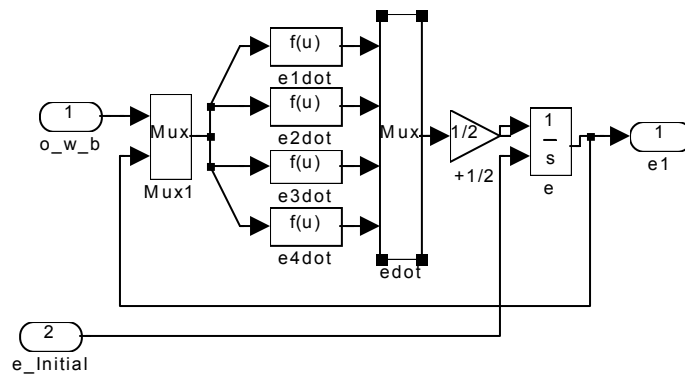 f(u)
e1dot
1
o_w_b
Mux
Mux1
f(u)
e2dot
f(u)
e3dot
f(u)
e4dot
Mux
edot
1/2
+1/2
1
s
e
1
e1
2
e_Initial